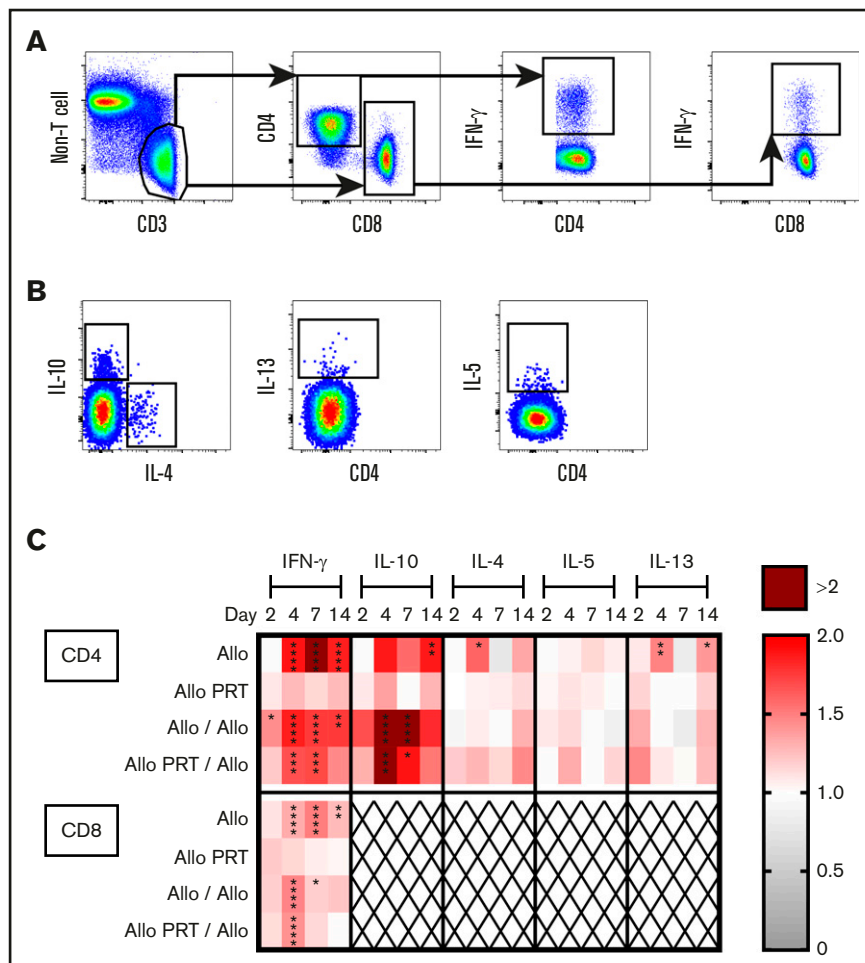 A
Non-T cell
CD3
CD4
CD8
IFN-γ
CD4
IFN-γ
CD8
B
IL-10
IL-4
IL-13
CD4
IL-5
CD4
C
IFN-γ IL-10 IL-4 IL-5 IL-13
Day 2 4 7 14 2 4 7 14 2 4 7 14 2 4 7 14 2 4 7 14
>2
CD4
Allo **** **** **** ** * ** *
Allo PRT
Allo / Allo * **** **** ** **** ****
Allo PRT / Allo *** *** **** *
CD8
Allo **** **** **
Allo PRT
Allo / Allo **** *
Allo PRT / Allo ****
2.0
1.5
1.0
0.5
0